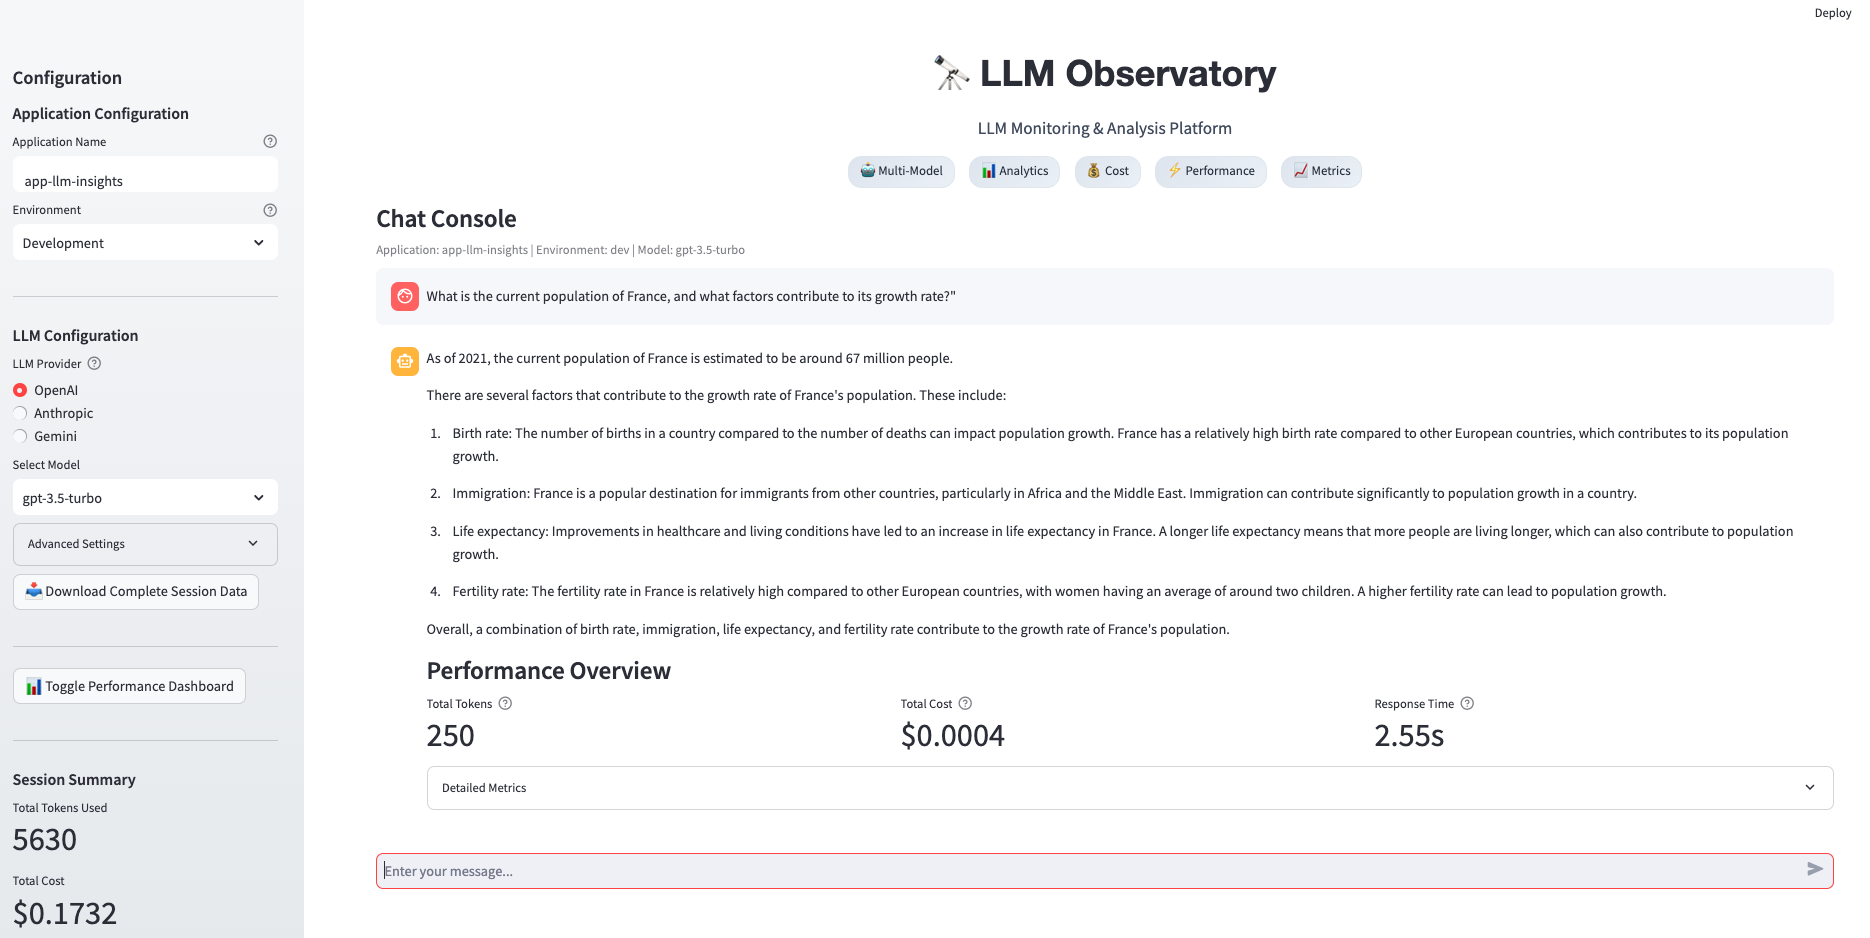 Deploy
Configuration
Application Configuration
Application Name
app-llm-insights
Environment
Development
LLM Configuration
LLM Provider
OpenAI
Anthropic
Gemini
Select Model
gpt-3.5-turbo
Advanced Settings
Download Complete Session Data
Toggle Performance Dashboard
Session Summary
Total Tokens Used
5630
Total Cost
$0.1732
LLM Observatory
LLM Monitoring & Analysis Platform
Multi-Model Analytics Cost Performance Metrics
Chat Console
Application: app-llm-insights | Environment: dev | Model: gpt-3.5-turbo
What is the current population of France, and what factors contribute to its growth rate?"
As of 2021, the current population of France is estimated to be around 67 million people.
There are several factors that contribute to the growth rate of France's population. These include:
1. Birth rate: The number of births in a country compared to the number of deaths can impact population growth. France has a relatively high birth rate compared to other European countries, which contributes to its population
growth.
2. Immigration: France is a popular destination for immigrants from other countries, particularly in Africa and the Middle East. Immigration can contribute significantly to population growth in a country.
3. Life expectancy: Improvements in healthcare and living conditions have led to an increase in life expectancy in France. A longer life expectancy means that more people are living longer, which can also contribute to population
growth.
4. Fertility rate: The fertility rate in France is relatively high compared to other European countries, with women having an average of around two children. A higher fertility rate can lead to population growth.
Overall, a combination of birth rate, immigration, life expectancy, and fertility rate contribute to the growth rate of France's population.
Performance Overview
Total Tokens Total Cost Response Time
250 $0.0004 2.55s
Detailed Metrics
Enter your message...